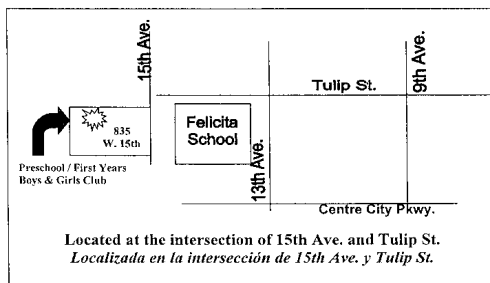 15th Ave.
9th Ave.
Tulip St.
835
W. 15th
Felicita
School
13th Ave.
Preschool / First Years
Boys & Girls Club
Centre City Pkwy.
Located at the intersection of 15th Ave. and Tulip St.
Localizada en la intersección de 15th Ave. y Tulip St.